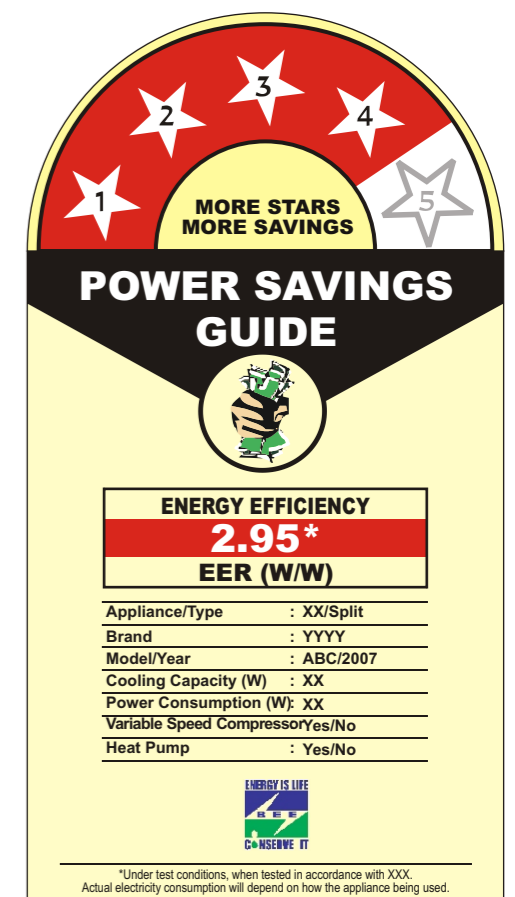 1
2
3
4
5
MORE STARS
MORE SAVINGS
POWER SAVINGS
GUIDE
ENERGY EFFICIENCY
2.95*
EER (W/W)
Appliance/Type : XX/Split
Brand : YYYY
Model/Year : ABC/2007
Cooling Capacity (W) : XX
Power Consumption (W): XX
Variable Speed Compressor Yes/No
Heat Pump : Yes/No
ENERGY IS LIFE
BEE
CONSERVE IT
*Under test conditions, when tested in accordance with XXX.
Actual electricity consumption will depend on how the appliance being used.